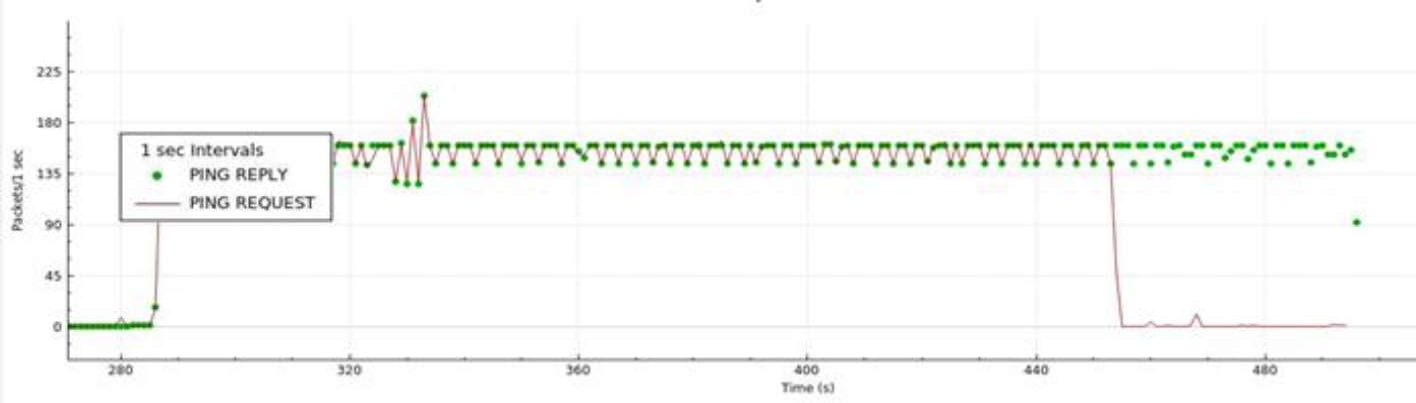 225
180
135
90
45
0
Packets/1 sec
1 sec Intervals
PING REPLY
PING REQUEST
280 320 360 400 440 480
Time (s)